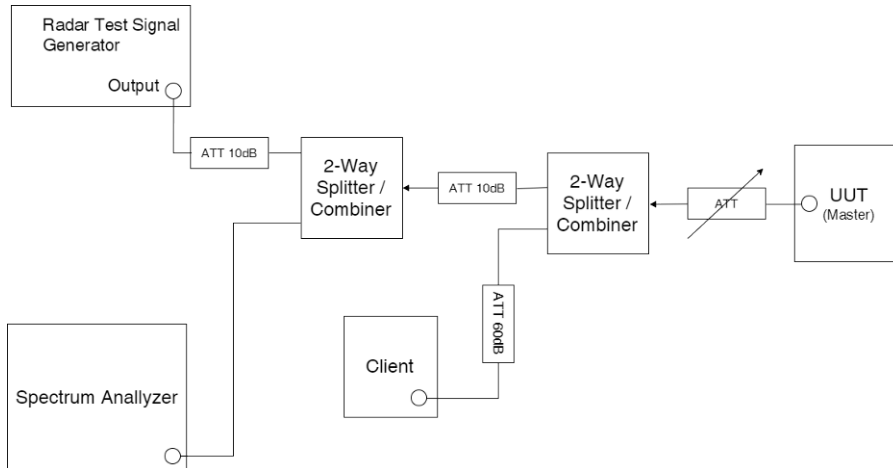 Radar Test Signal
Generator
Output
ATT 10dB
2-Way
Splitter /
Combiner
ATT 10dB
2-Way
Splitter /
Combiner
ATT
UUT
(Master)
ATT 60dB
Client
Spectrum Anallyzer